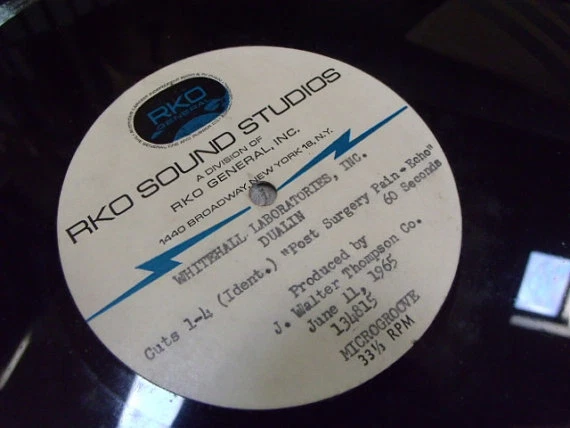 RKO
GENERAL
RKO SOUND STUDIOS
A DIVISION OF
RKO GENERAL, INC.
1440 BROADWAY, NEW YORK 18, N.Y.
WHITEHALL LABORATORIES, INC.
DUALIN
Cuts 1-4 (Ident.) "Post Surgery Pain - Echo"
60 Seconds
Produced by
J. Walter Thompson Co.
June 11, 1965
134815
MICROGROOVE
33⅓ RPM